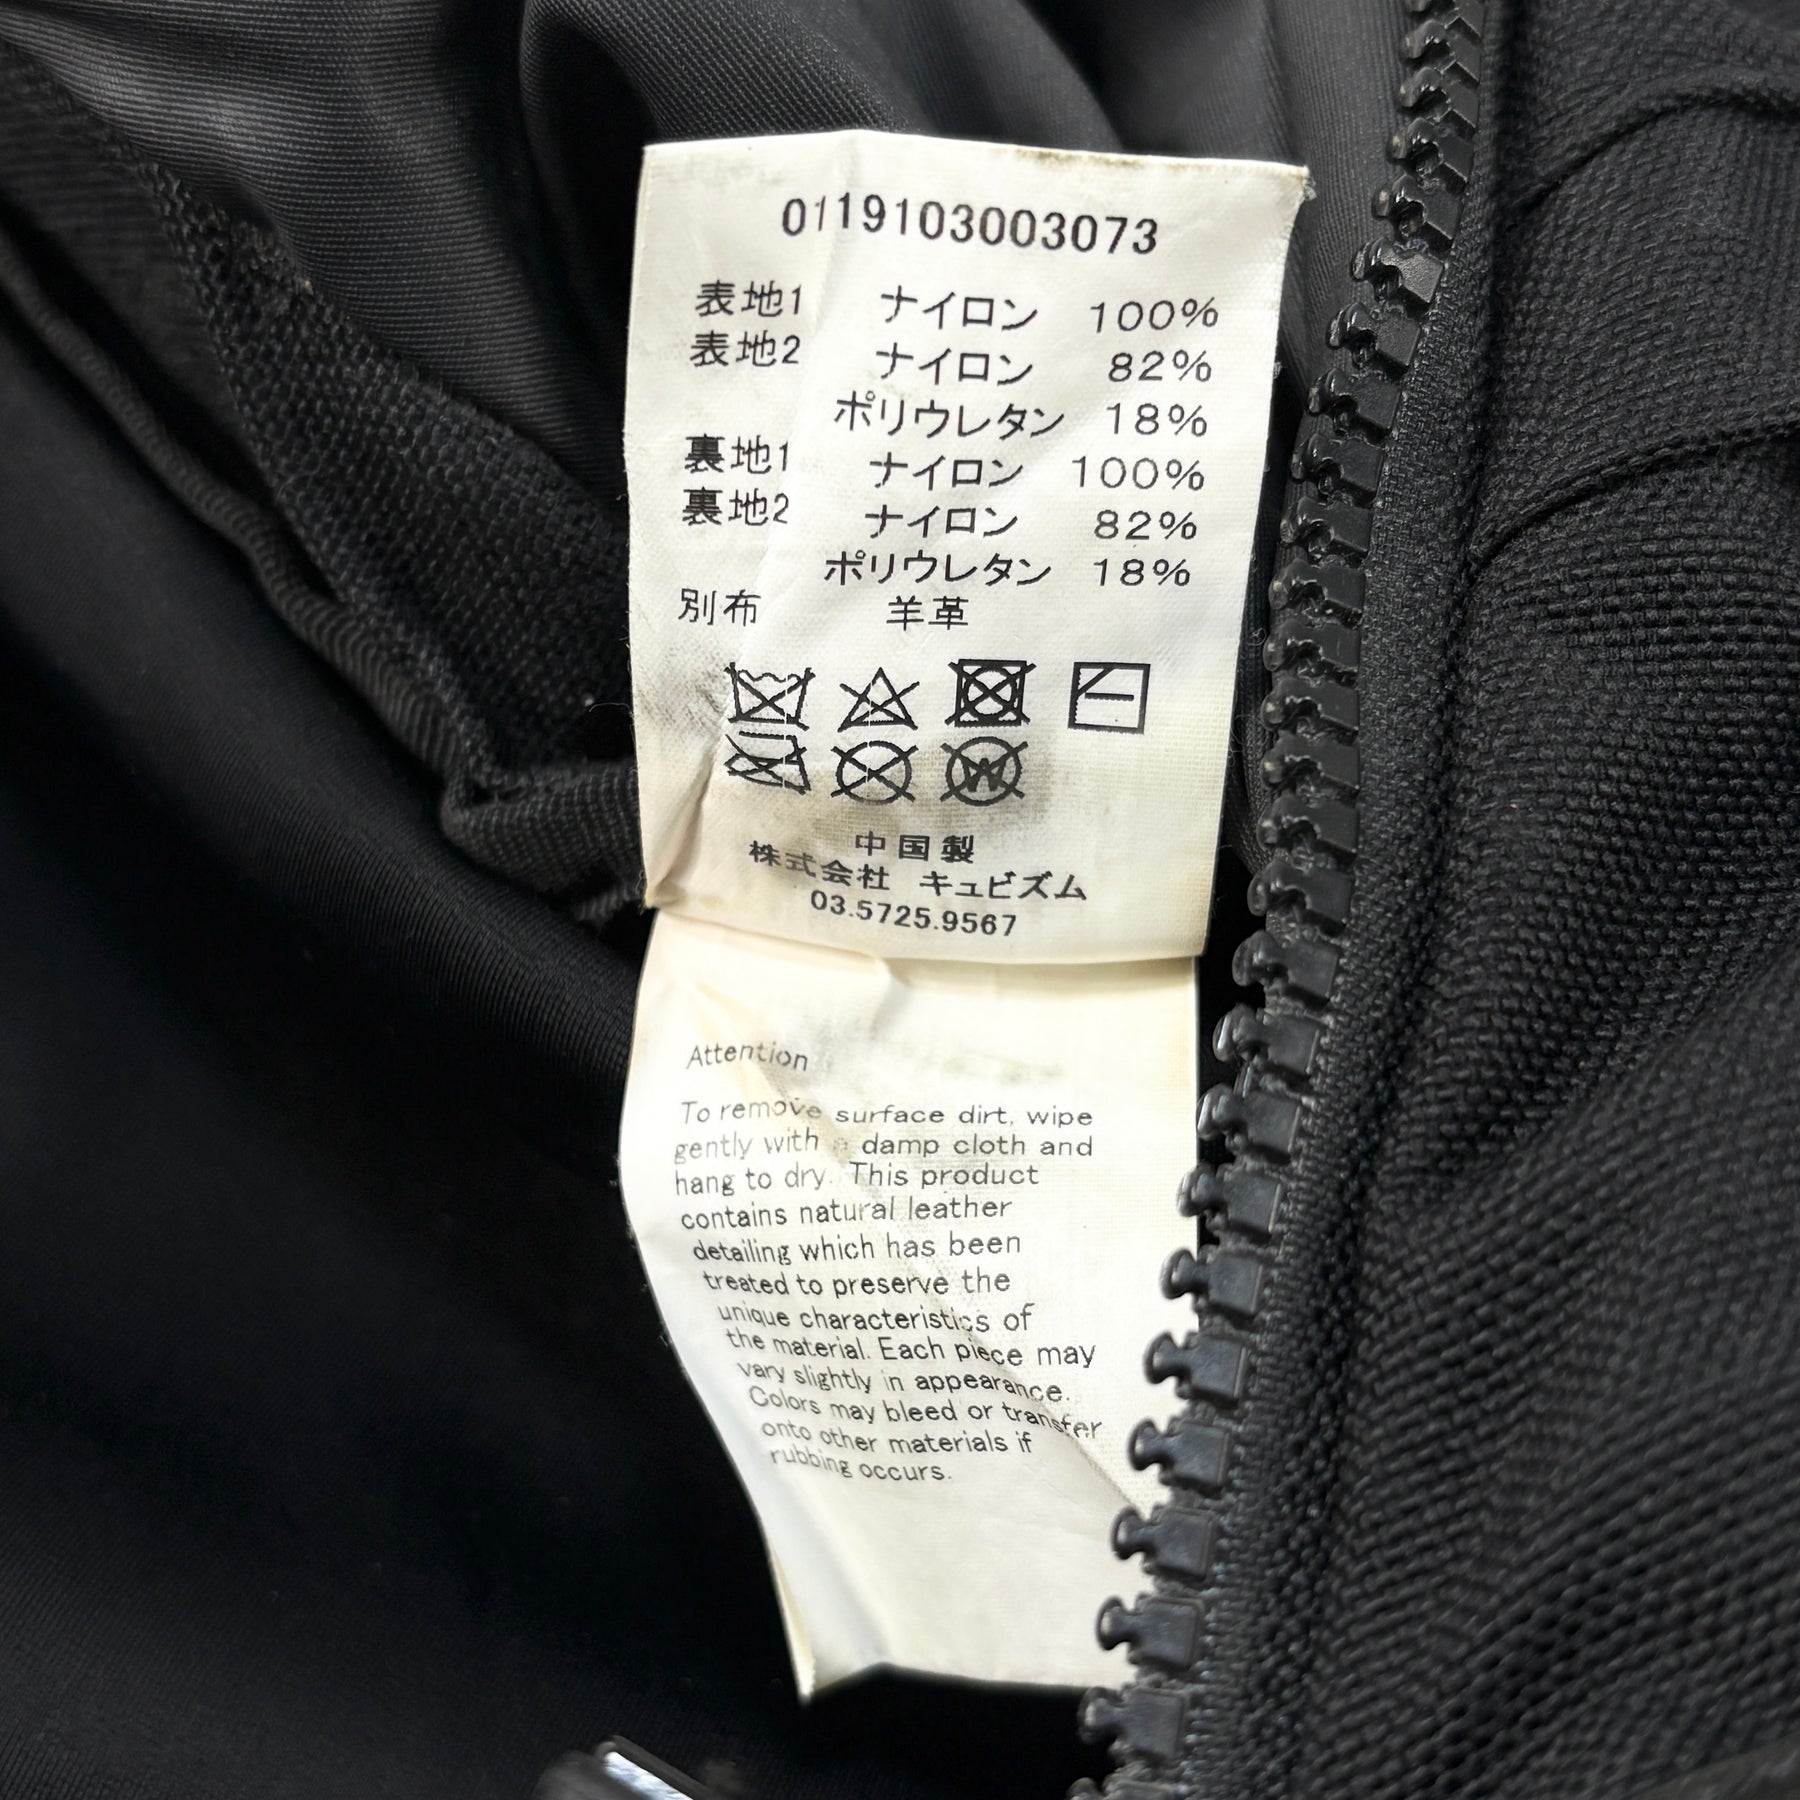 0119103003073
表地1 ナイロン 100%
表地2 ナイロン 82%
ポリウレタン 18%
裏地1 ナイロン 100%
裏地2 ナイロン 82%
ポリウレタン 18%
別布 羊革
W
中国製
株式会社 キュビズム
03.5725.9567
Attention
To remove surface dirt, wipe
gently with a damp cloth and
hang to dry. This product
contains natural leather
detailing which has been
treated to preserve the
unique characteristics of
the material. Each piece may
vary slightly in appearance.
Colors may bleed or transfer
onto other materials if
rubbing occurs.